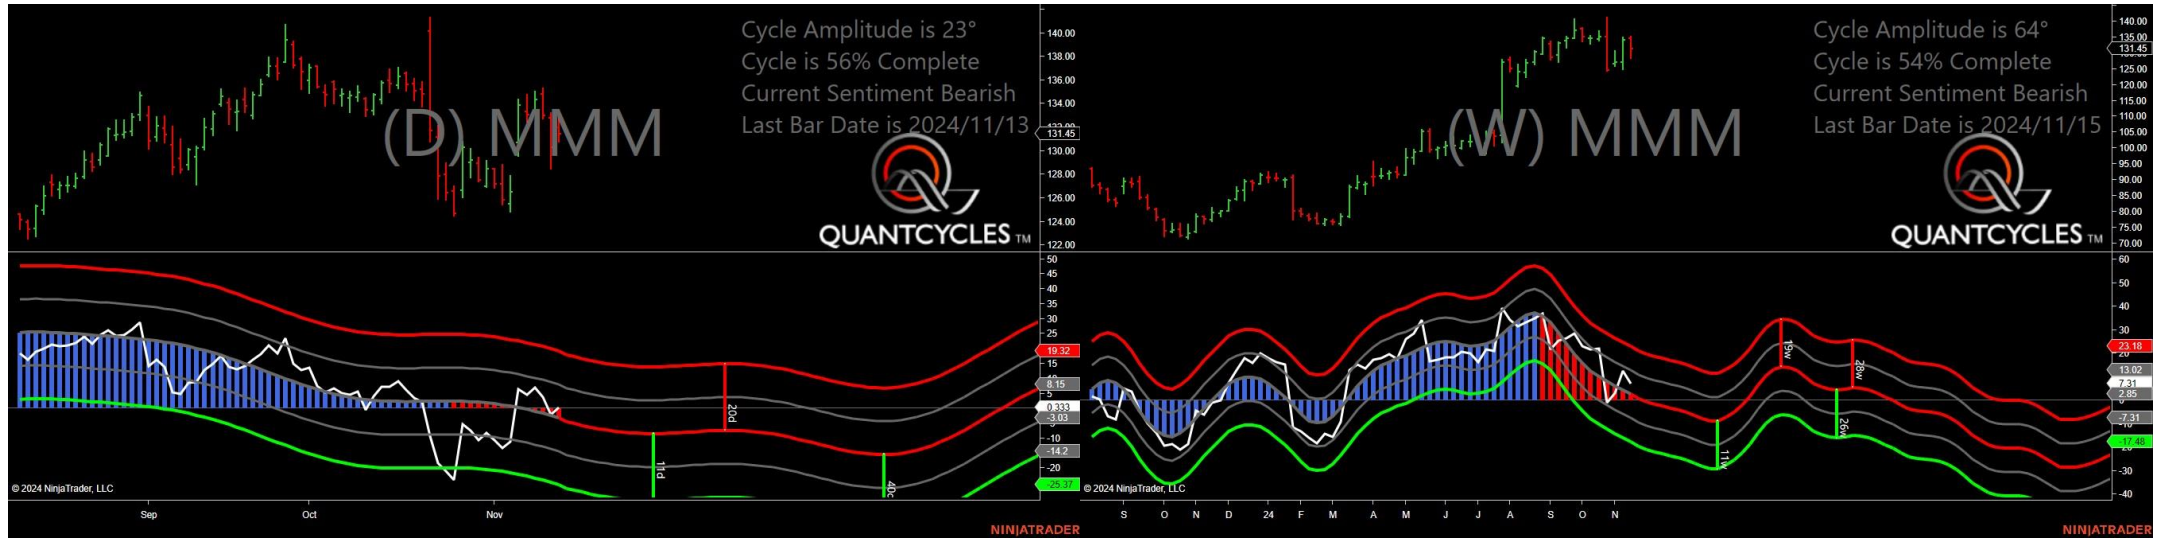 Cycle Amplitude is 23°
Cycle is 56% Complete
Current Sentiment Bearish
Last Bar Date is 2024/11/13
(D) MMM
QUANTCYCLES TM
140.00
138.00
136.00
134.00
131.45
130.00
128.00
126.00
124.00
122.00
50
45
40
35
30
25
19.32
15
8.15
5
0.333
-3.03
-10
-14.2
-20
-25.37
11d
20d
© 2024 NinjaTrader, LLC
Sep Oct Nov
NINJATRADER
Cycle Amplitude is 64°
Cycle is 54% Complete
Current Sentiment Bearish
Last Bar Date is 2024/11/15
(W) MMM
QUANTCYCLES TM
140.00
135.00
131.45
125.00
120.00
115.00
110.00
105.00
100.00
95.00
90.00
85.00
80.00
75.00
70.00
60
50
40
30
23.18
13.02
7.31
2.85
-7.31
-17.48
-30
-40
19w
28w
11w
26w
© 2024 NinjaTrader, LLC
S O N D 24 F M A M J J A S O N
NINJATRADER